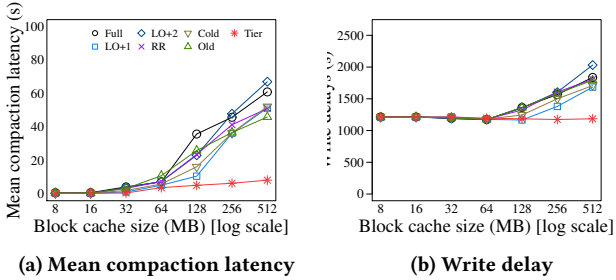 Mean compaction latency (s)
100
80
60
40
20
0
Full
LO+1
LO+2
RR
Cold
Old
Tier
8
16
32
64
128
256
512
Block cache size (MB) [log scale]
(a) Mean compaction latency
delays (s)
2500
2000
1500
1000
500
0
8
16
32
64
128
256
512
Block cache size (MB) [log scale]
(b) Write delay